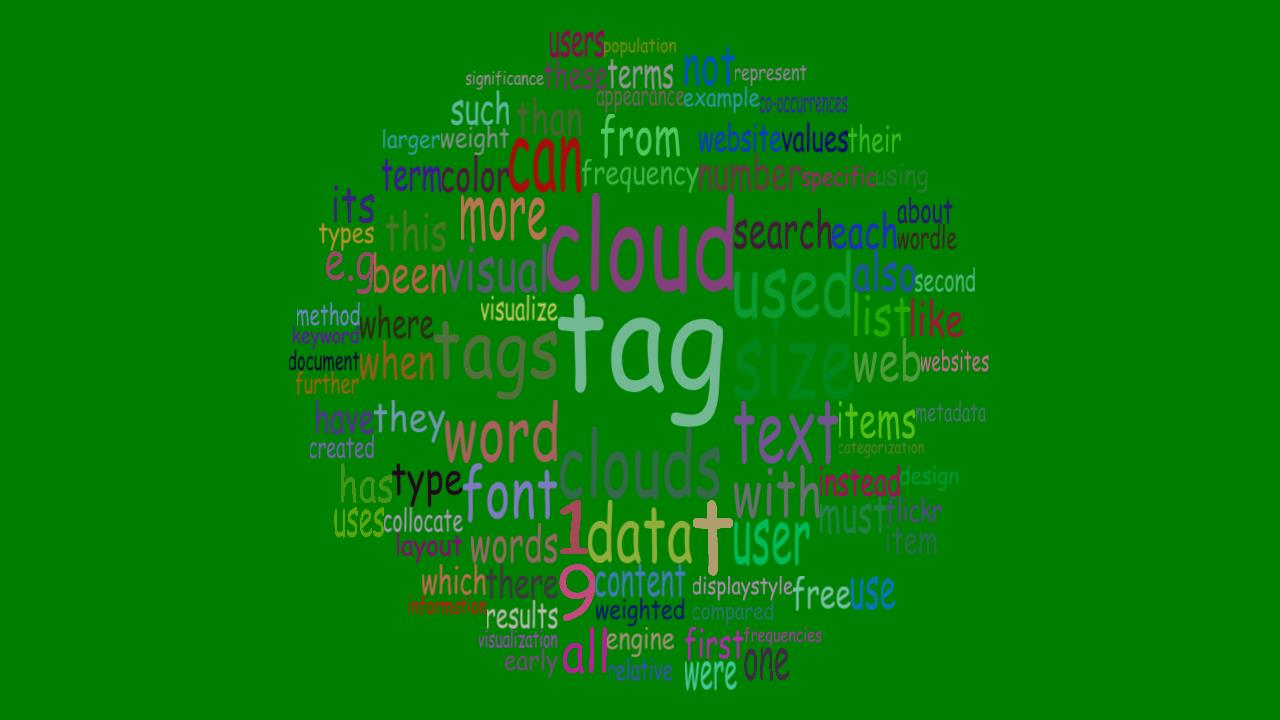 users population
significance these terms not represent
appearance example co-occurrences
such than
larger weight can from website values their
term color frequency number specific using
its more cloud search each about
types this wordle
e.g been visual used also second
method visualize list like
keyword where tags tag
document when size web websites
further
have they word text items metadata
created clouds categorization
has type font with instead design
uses collocate 1 data t must flickr
layout words user item
which there 9 content displaystyle free use
information results weighted compared
visualization all engine first frequencies
early relative were one